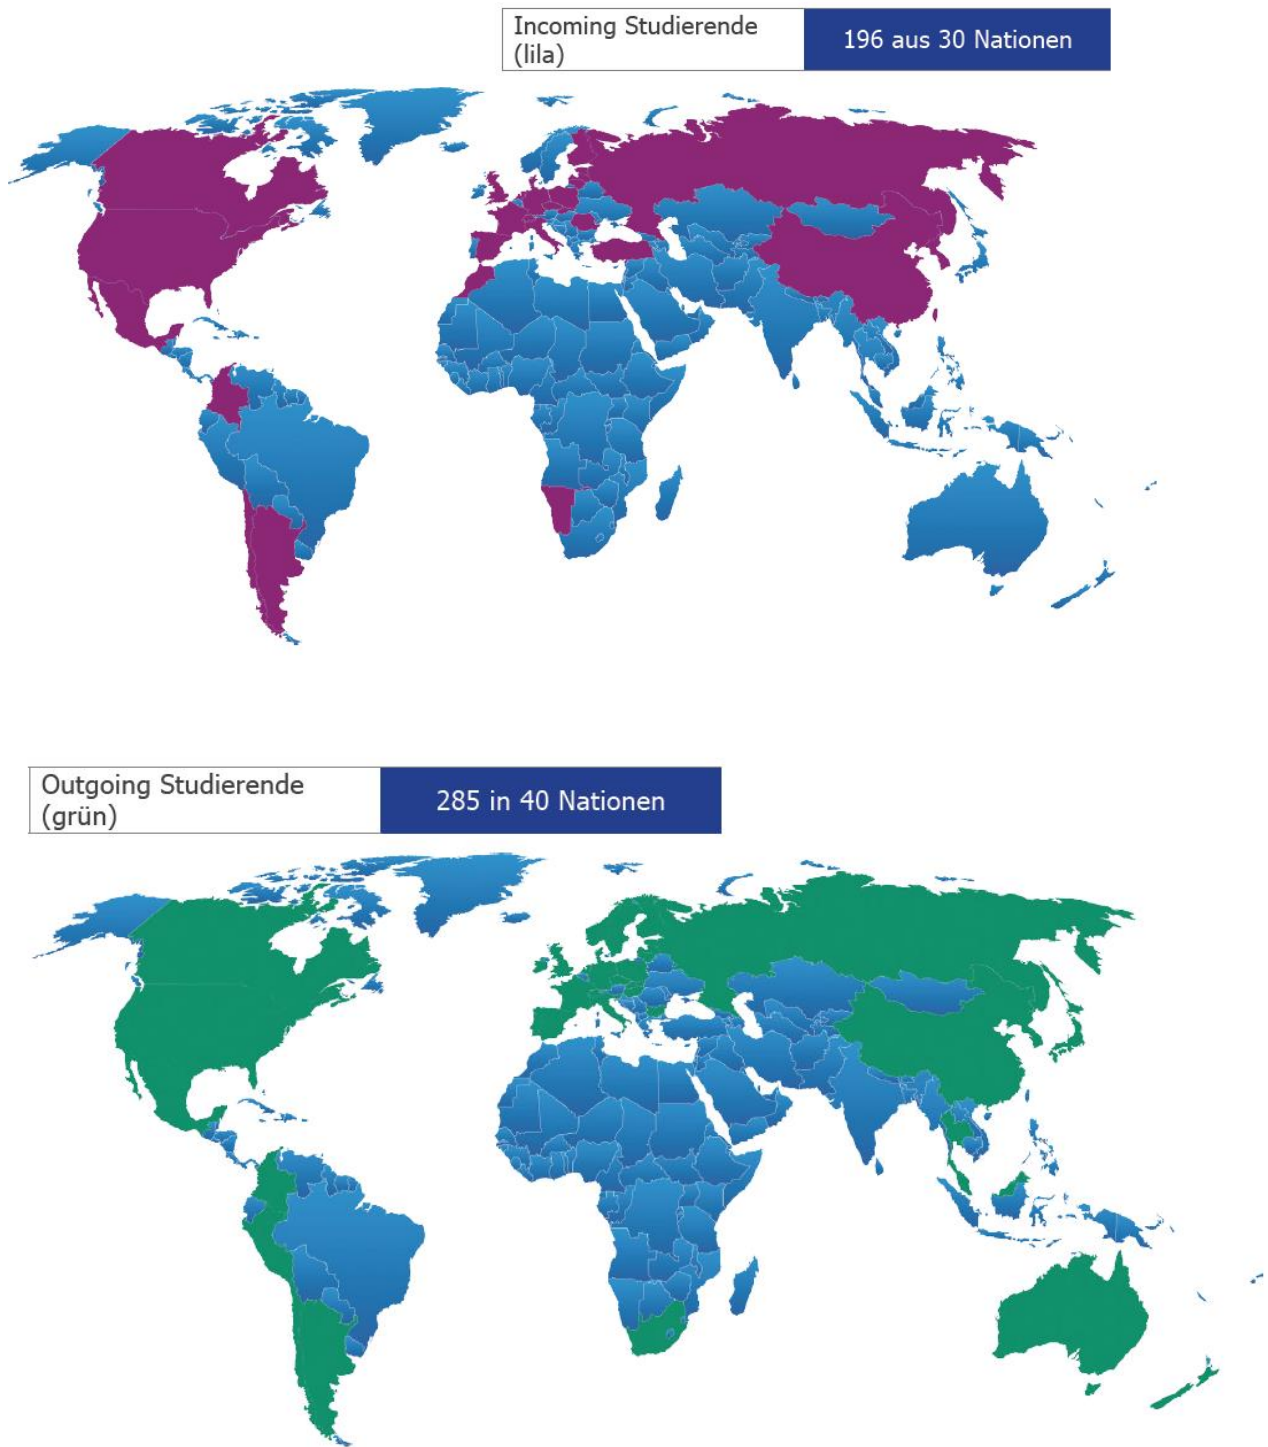 Incoming Studierende
(lila)
196 aus 30 Nationen
Outgoing Studierende
(grün)
285 in 40 Nationen